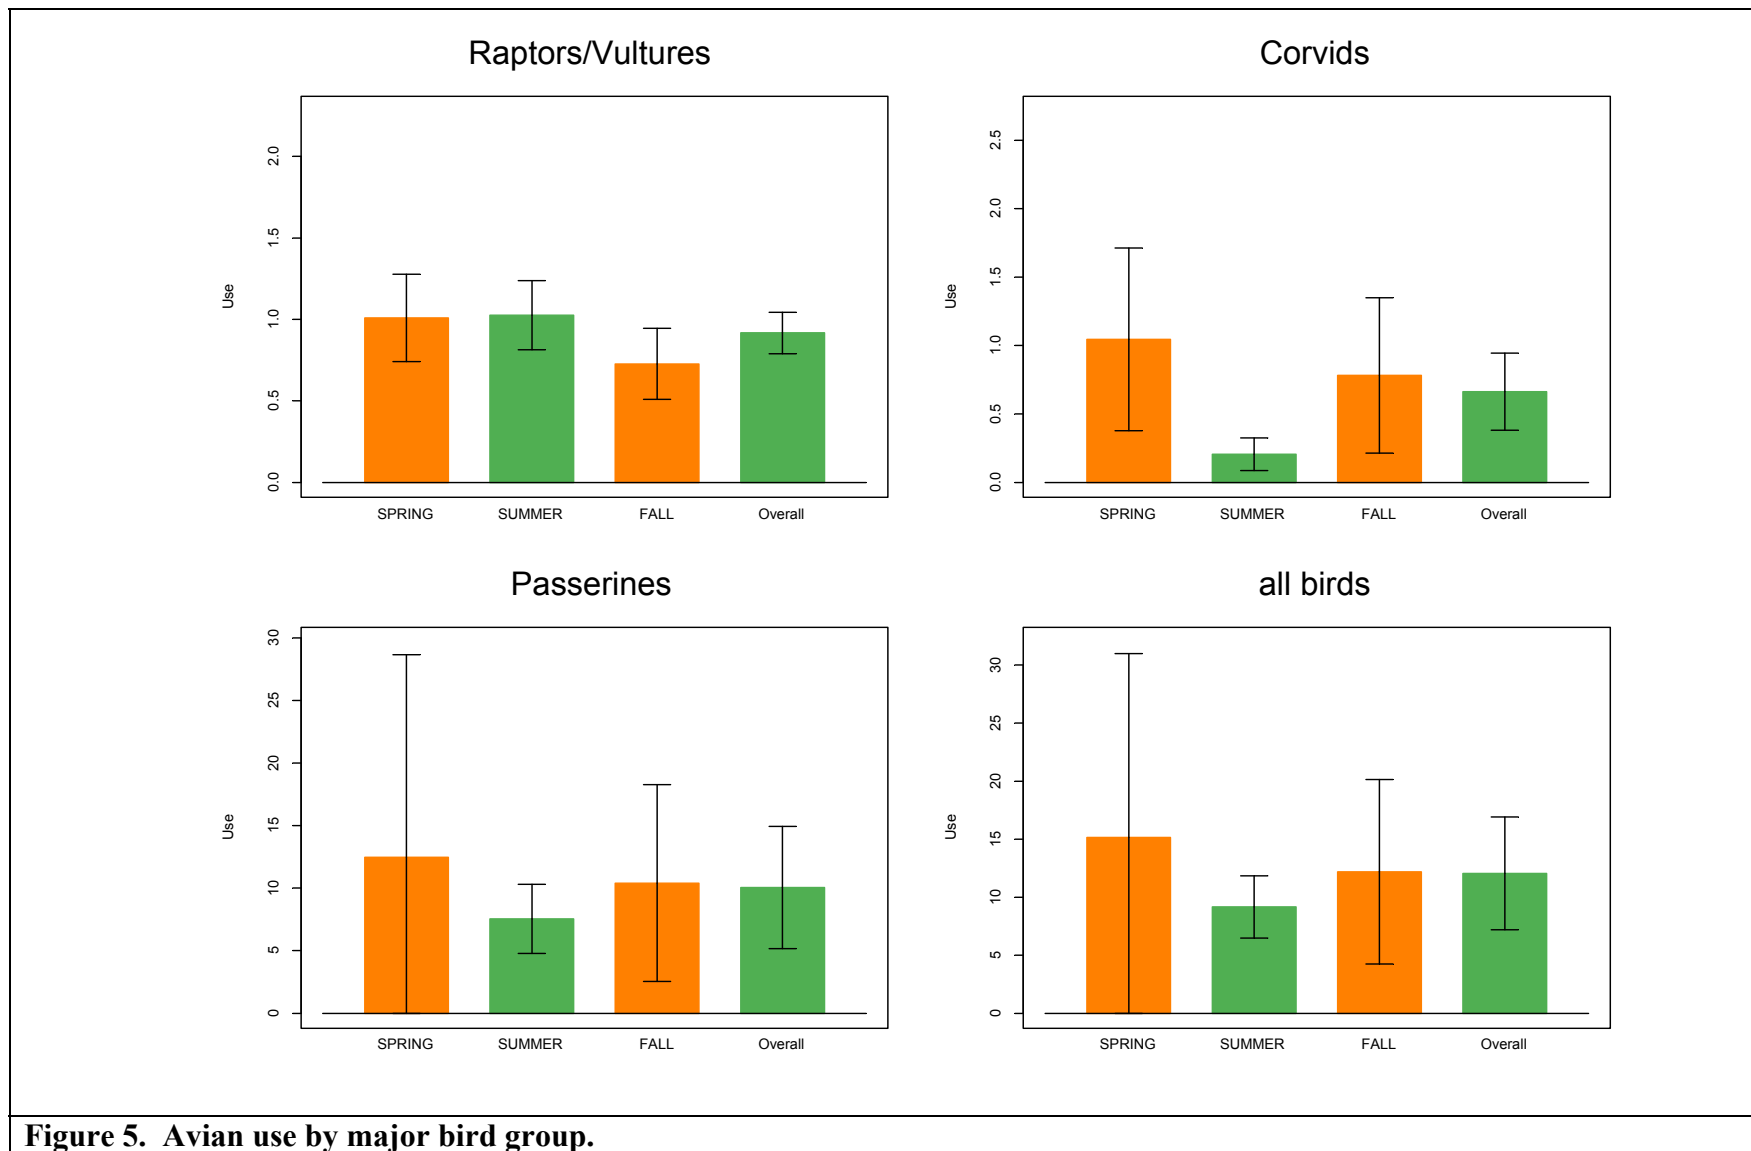 Raptors/Vultures
Use
2.0
1.5
1.0
0.5
0.0
SPRING SUMMER FALL Overall
Corvids
Use
2.5
2.0
1.5
1.0
0.5
0.0
SPRING SUMMER FALL Overall
Passerines
Use
30
25
20
15
10
5
0
SPRING SUMMER FALL Overall
all birds
Use
30
25
20
15
10
5
0
SPRING SUMMER FALL Overall
Figure 5. Avian use by major bird group.